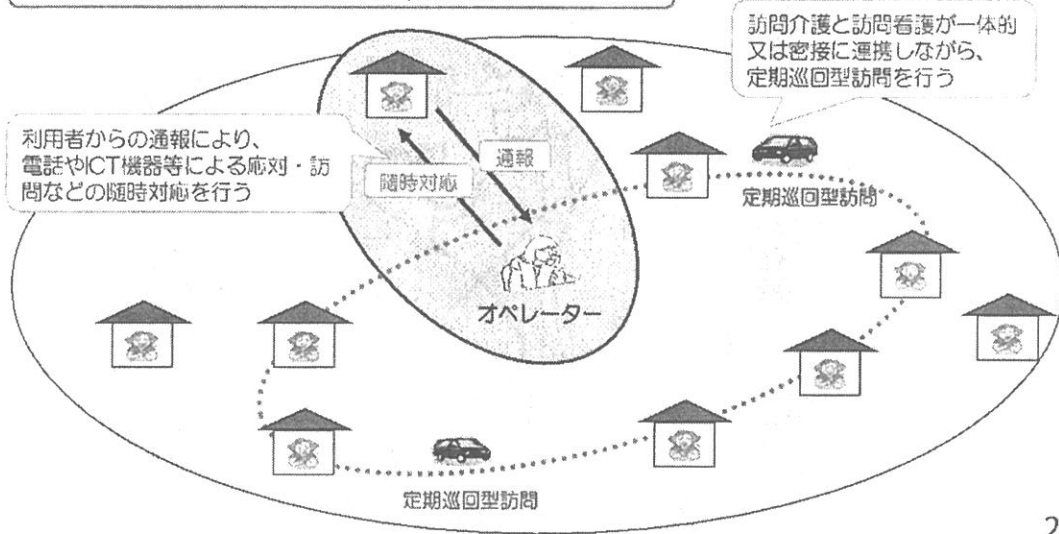 訪問介護と訪問看護が一体的
又は密接に連携しながら、
定期巡回型訪問を行う
利用者からの通報により、
電話やICT機器等による応対・訪
問などの随時対応を行う
通報
随時対応
定期巡回型訪問
オペレーター
定期巡回型訪問
2